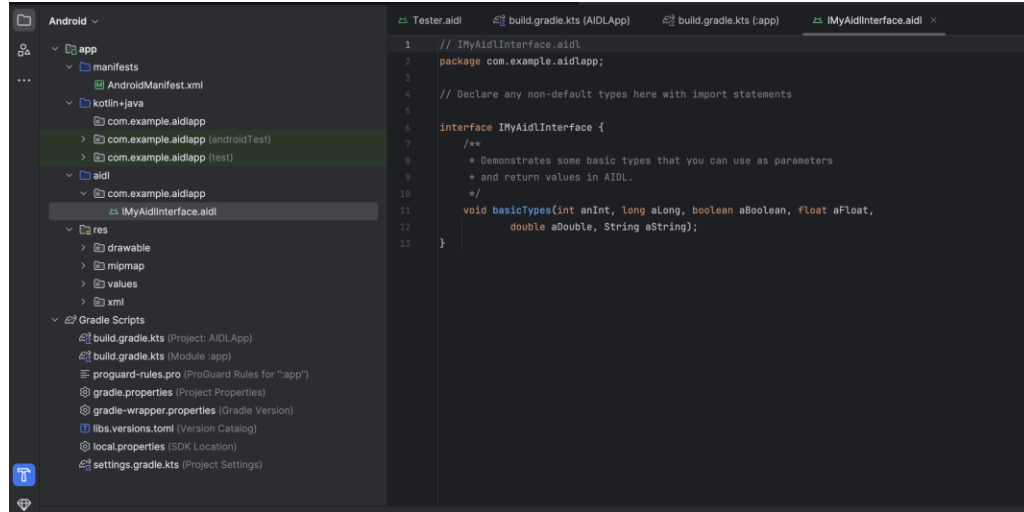 Android
app
manifests
AndroidManifest.xml
kotlin+java
com.example.aidlapp
com.example.aidlapp (androidTest)
com.example.aidlapp (test)
aidl
com.example.aidlapp
IMyAidlInterface.aidl
res
drawable
mipmap
values
xml
Gradle Scripts
build.gradle.kts (Project: AIDLApp)
build.gradle.kts (Module :app)
proguard-rules.pro (ProGuard Rules for ":app")
gradle.properties (Project Properties)
gradle-wrapper.properties (Gradle Version)
libs.versions.toml (Version Catalog)
local.properties (SDK Location)
settings.gradle.kts (Project Settings)
Tester.aidl build.gradle.kts (AIDLApp) build.gradle.kts (:app) IMyAidlInterface.aidl
1 // IMyAidlInterface.aidl
2 package com.example.aidlapp;
3
4 // Declare any non-default types here with import statements
5
6 interface IMyAidlInterface {
7 /**
8 * Demonstrates some basic types that you can use as parameters
9 * and return values in AIDL.
10 */
11 void basicTypes(int anInt, long aLong, boolean aBoolean, float aFloat,
12 double aDouble, String aString);
13 }